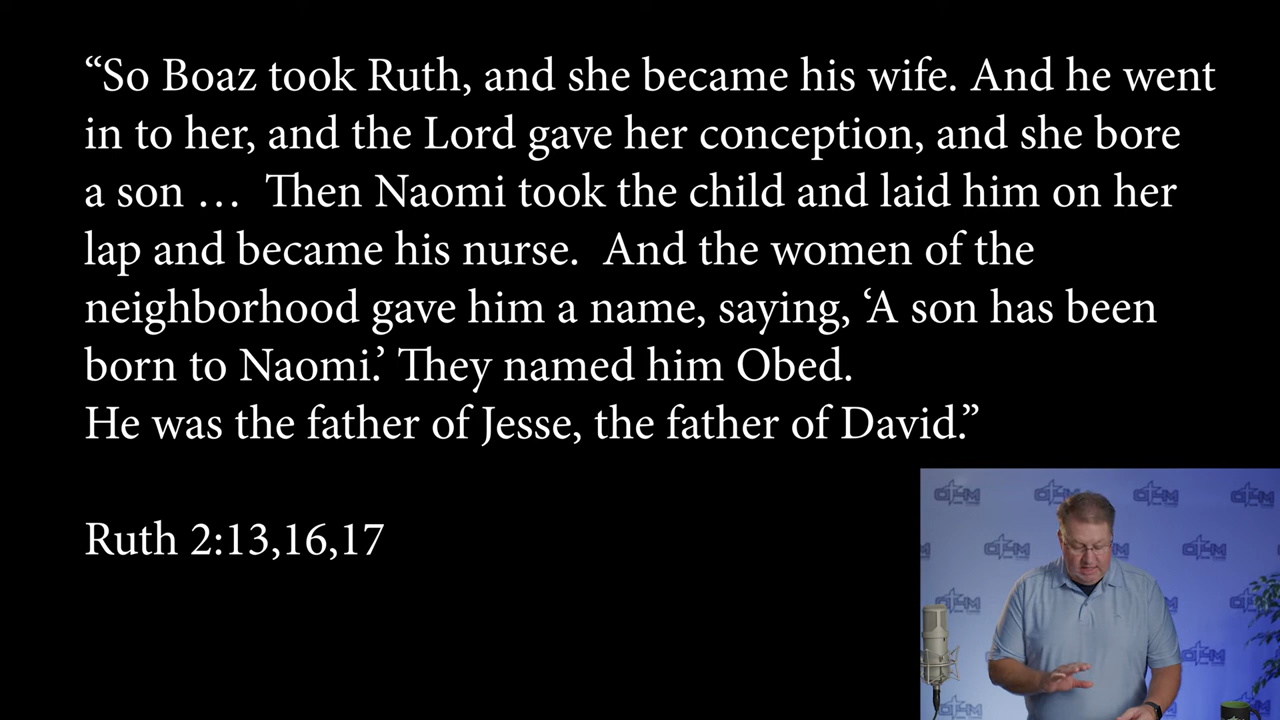 “So Boaz took Ruth, and she became his wife. And he went
in to her, and the Lord gave her conception, and she bore
a son …  Then Naomi took the child and laid him on her
lap and became his nurse.  And the women of the
neighborhood gave him a name, saying, ‘A son has been
born to Naomi.’ They named him Obed.
He was the father of Jesse, the father of David.”
Ruth 2:13,16,17